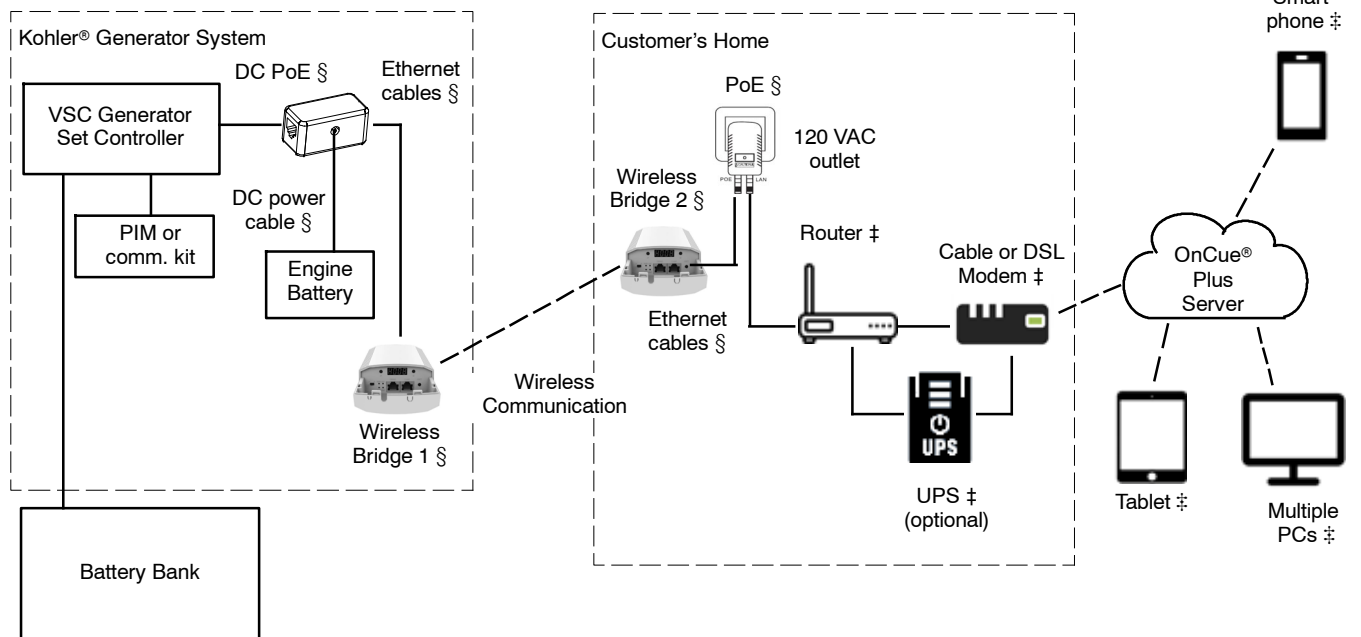 Kohler® Generator System
DC PoE §
Ethernet
cables §
VSC Generator
Set Controller
DC power
cable §
PIM or
comm. kit
Engine
Battery
Wireless
Bridge 1 §
Battery Bank
Wireless
Communication
Customer's Home
PoE §
120 VAC
outlet
POE
LAN
Wireless
Bridge 2 §
Ethernet
cables §
Router ‡
Cable or DSL
Modem ‡
UPS
UPS ‡
(optional)
Smart
phone ‡
OnCue®
Plus
Server
Tablet ‡
Multiple
PCs ‡